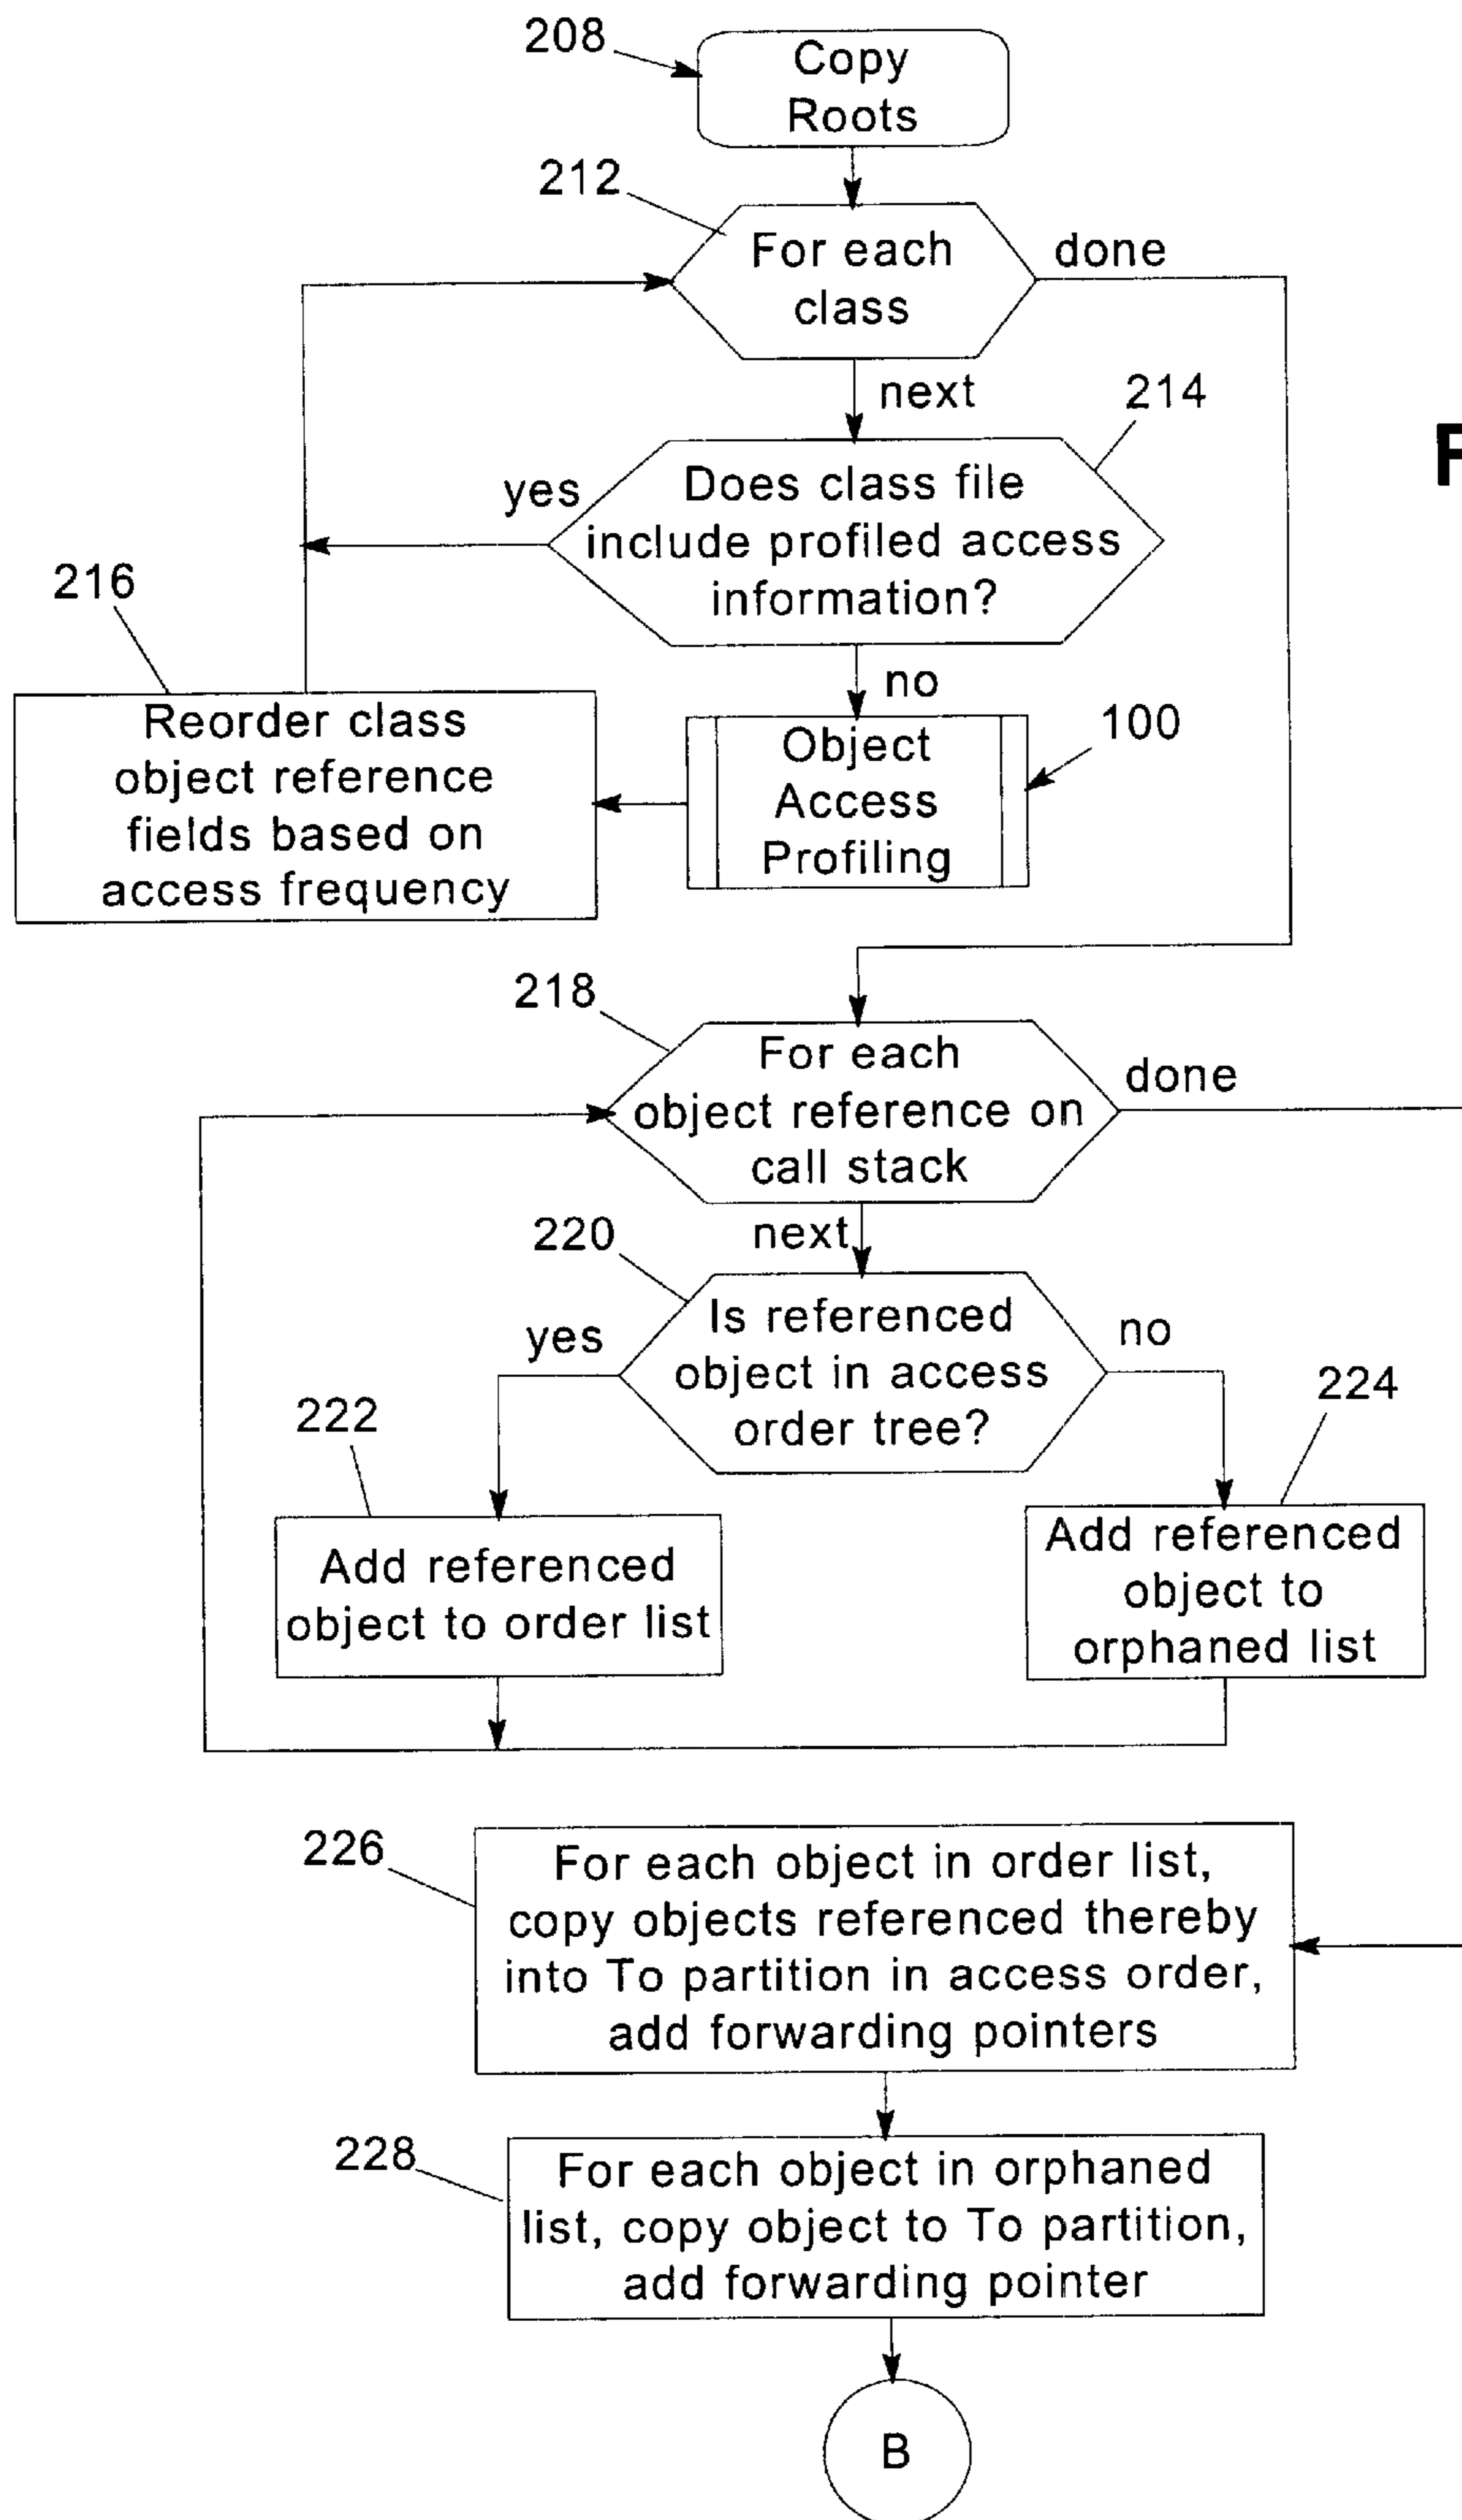 208
Copy
Roots
212
For each
class
done
next
214
yes
Does class file
include profiled access
information?
F
216
no
Reorder class
object reference
fields based on
access frequency
Object
Access
Profiling
100
218
For each
object reference on
call stack
done
next
220
Is referenced
object in access
order tree?
yes
no
222
224
Add referenced
object to order list
Add referenced
object to
orphaned list
226
For each object in order list,
copy objects referenced thereby
into To partition in access order,
add forwarding pointers
228
For each object in orphaned
list, copy object to To partition,
add forwarding pointer
B